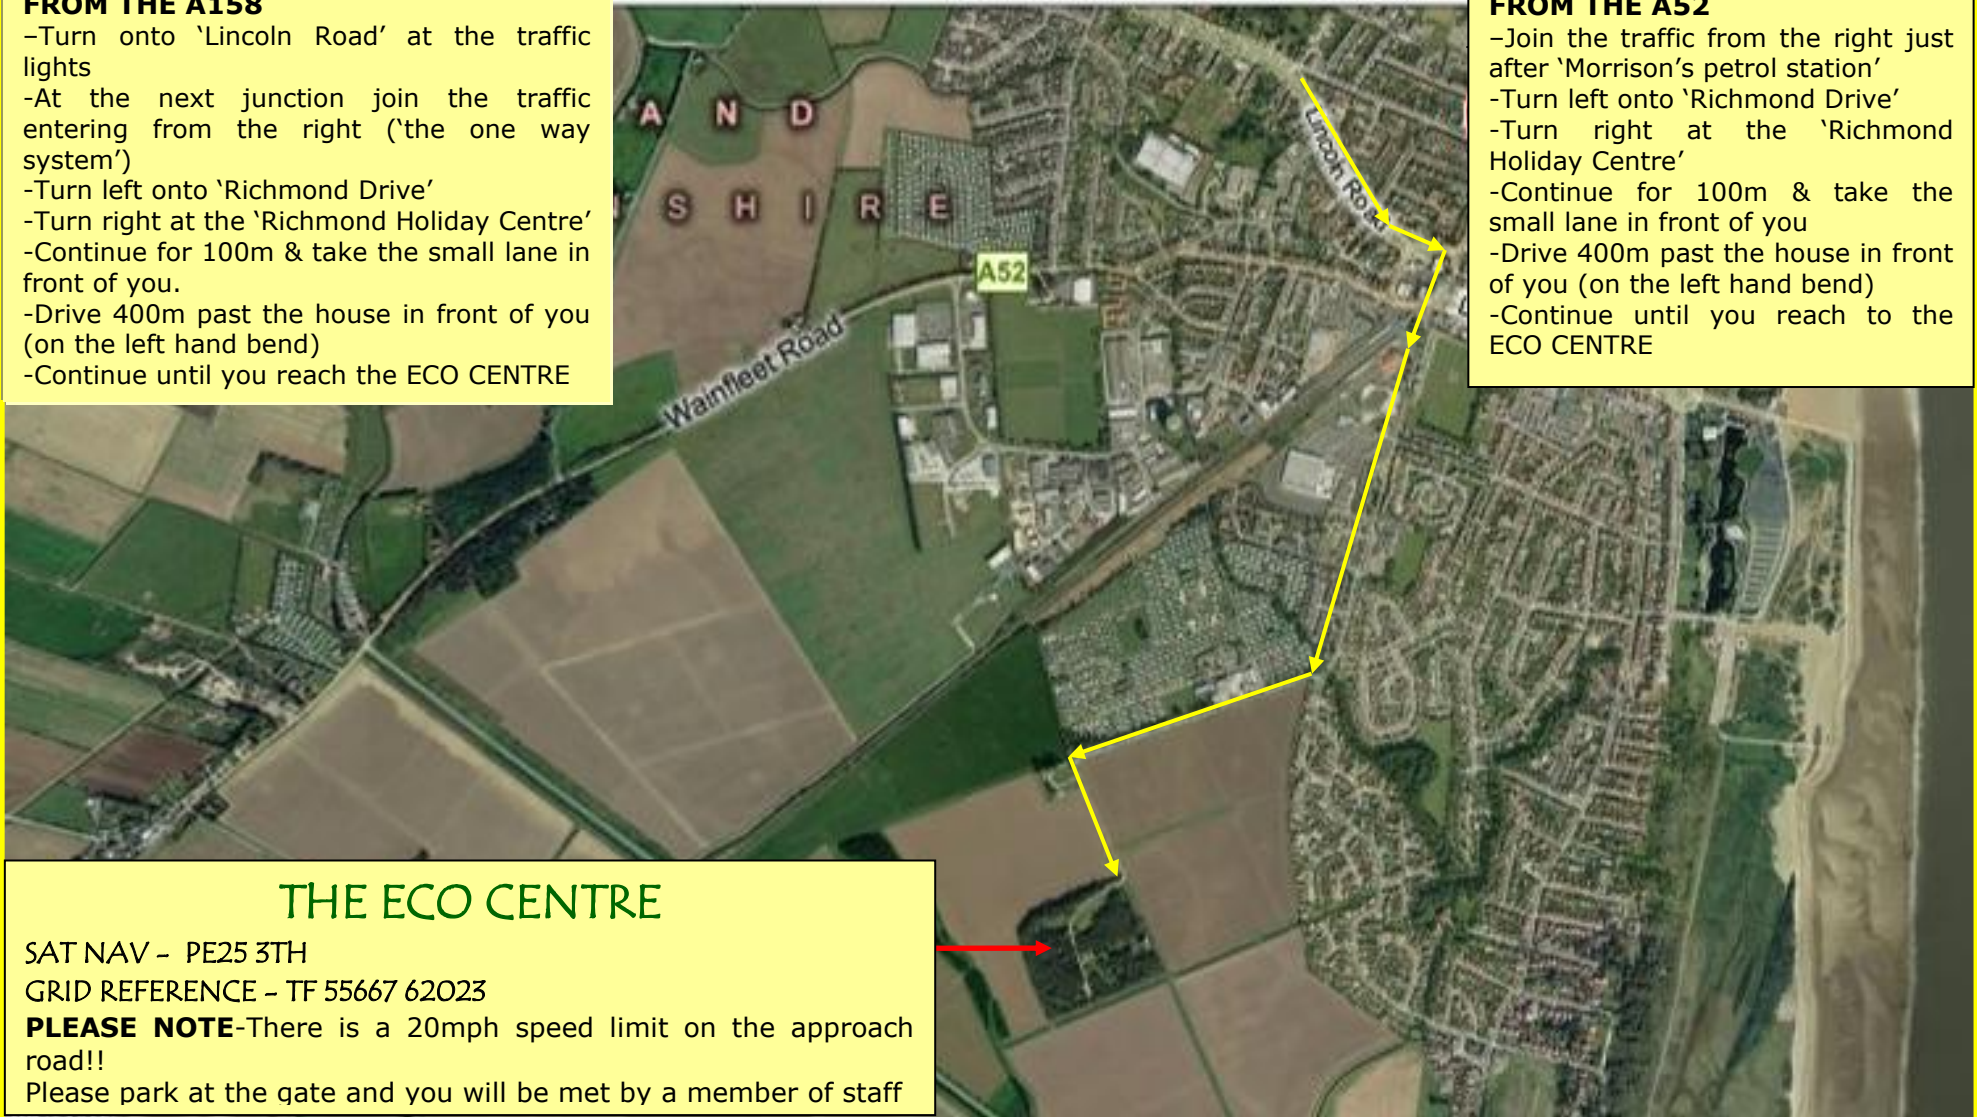 FROM THE A158
–Turn onto ‘Lincoln Road’ at the traffic
lights
-At the next junction join the traffic
entering from the right (‘the one way
system’)
-Turn left onto ‘Richmond Drive’
-Turn right at the ‘Richmond Holiday Centre’
-Continue for 100m & take the small lane in
front of you.
-Drive 400m past the house in front of you
(on the left hand bend)
-Continue until you reach the ECO CENTRE
FROM THE A52
–Join the traffic from the right just
after ‘Morrison’s petrol station’
-Turn left onto ‘Richmond Drive’
-Turn right at the ‘Richmond
Holiday Centre’
-Continue for 100m & take the
small lane in front of you
-Drive 400m past the house in front
of you (on the left hand bend)
-Continue until you reach to the
ECO CENTRE
A N D
S H I R E
Lincoln Road
A52
Wainfleet Road
THE ECO CENTRE
SAT NAV – PE25 3TH
GRID REFERENCE – TF 55667 62023
PLEASE NOTE-There is a 20mph speed limit on the approach
road!!
Please park at the gate and you will be met by a member of staff